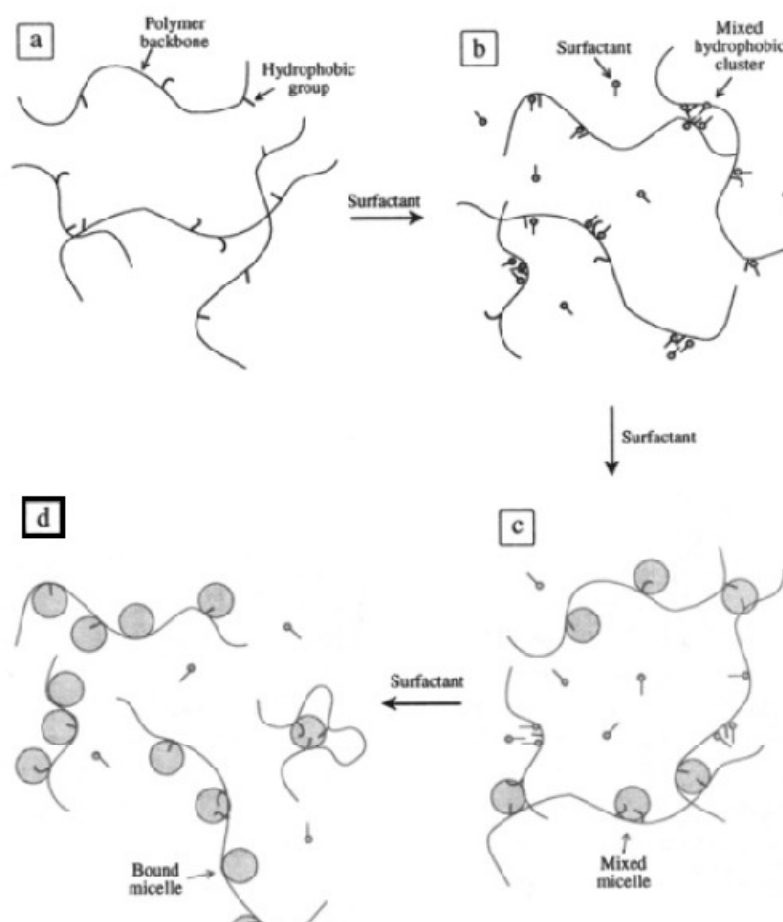 a
Polymer
backbone
Hydrophobic
group
Surfactant
b
Surfactant
Mixed
hydrophobic
cluster
Surfactant
c
Mixed
micelle
Surfactant
d
Bound
micelle